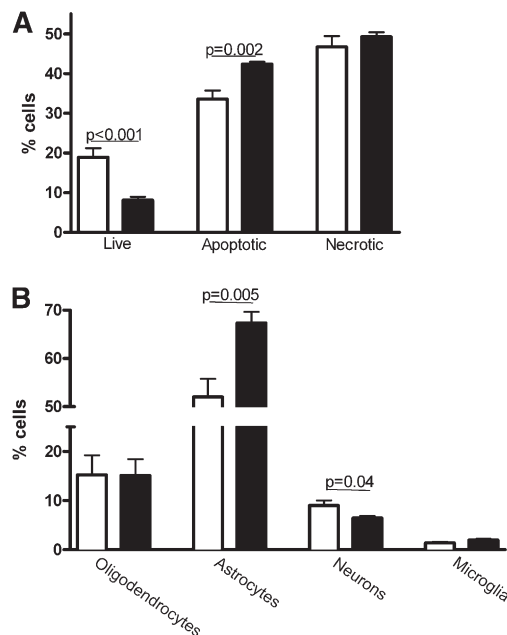 A
50
40
30
20
10
0
% cells
p<0.001
p=0.002
Live Apoptotic Necrotic
B
70
60
50
20
10
0
% cells
p=0.005
p=0.04
Oligodendrocytes
Astrocytes
Neurons
Microglia